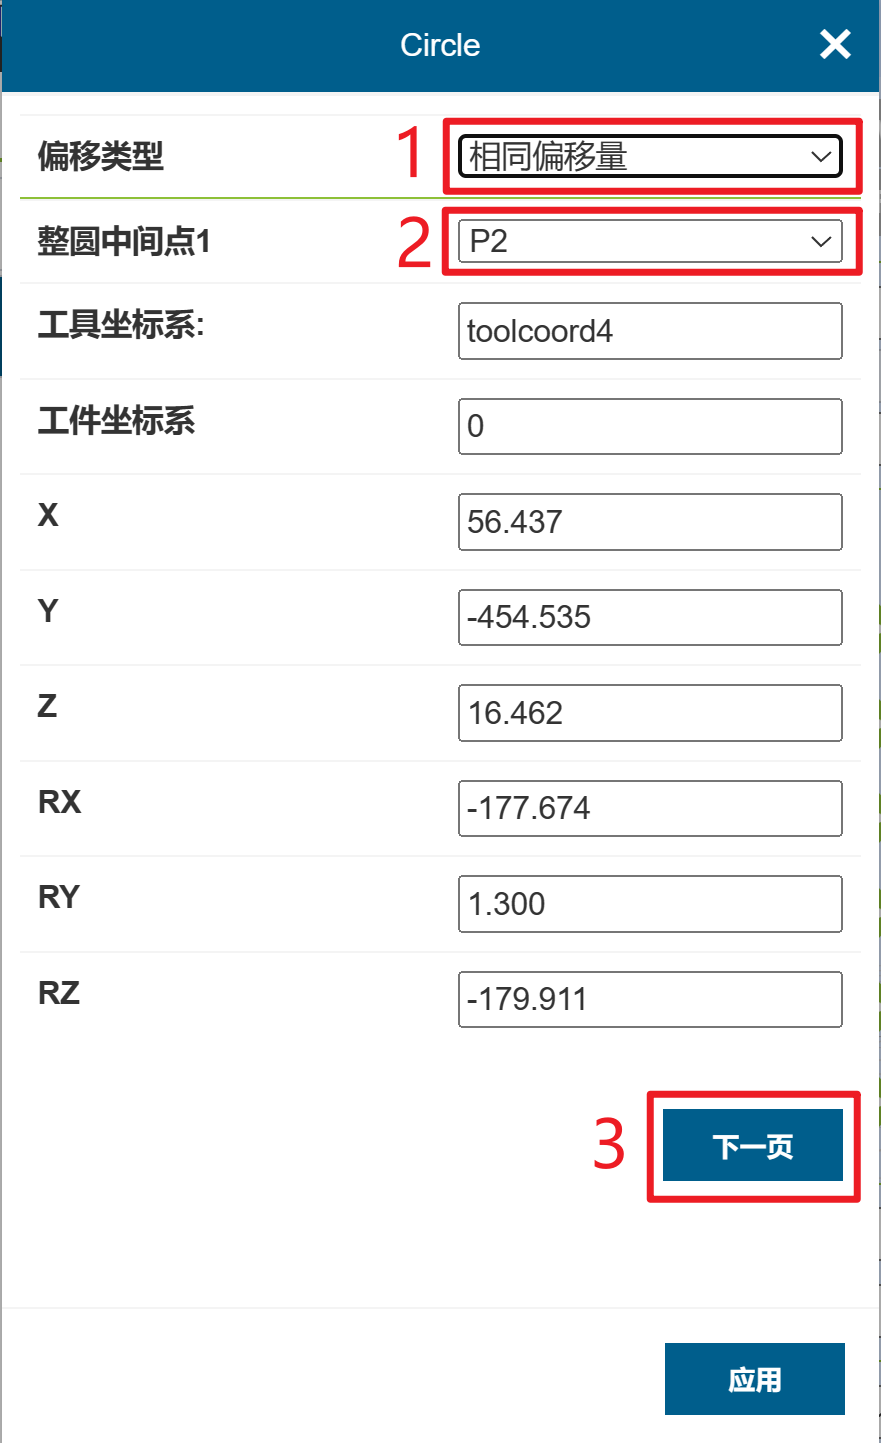 Circle
偏移类型 1 相同偏移量
整圆中间点1 2 P2
工具坐标系: toolcoord4
工件坐标系 0
X 56.437
Y -454.535
Z 16.462
RX -177.674
RY 1.300
RZ -179.911
3 下一页
应用